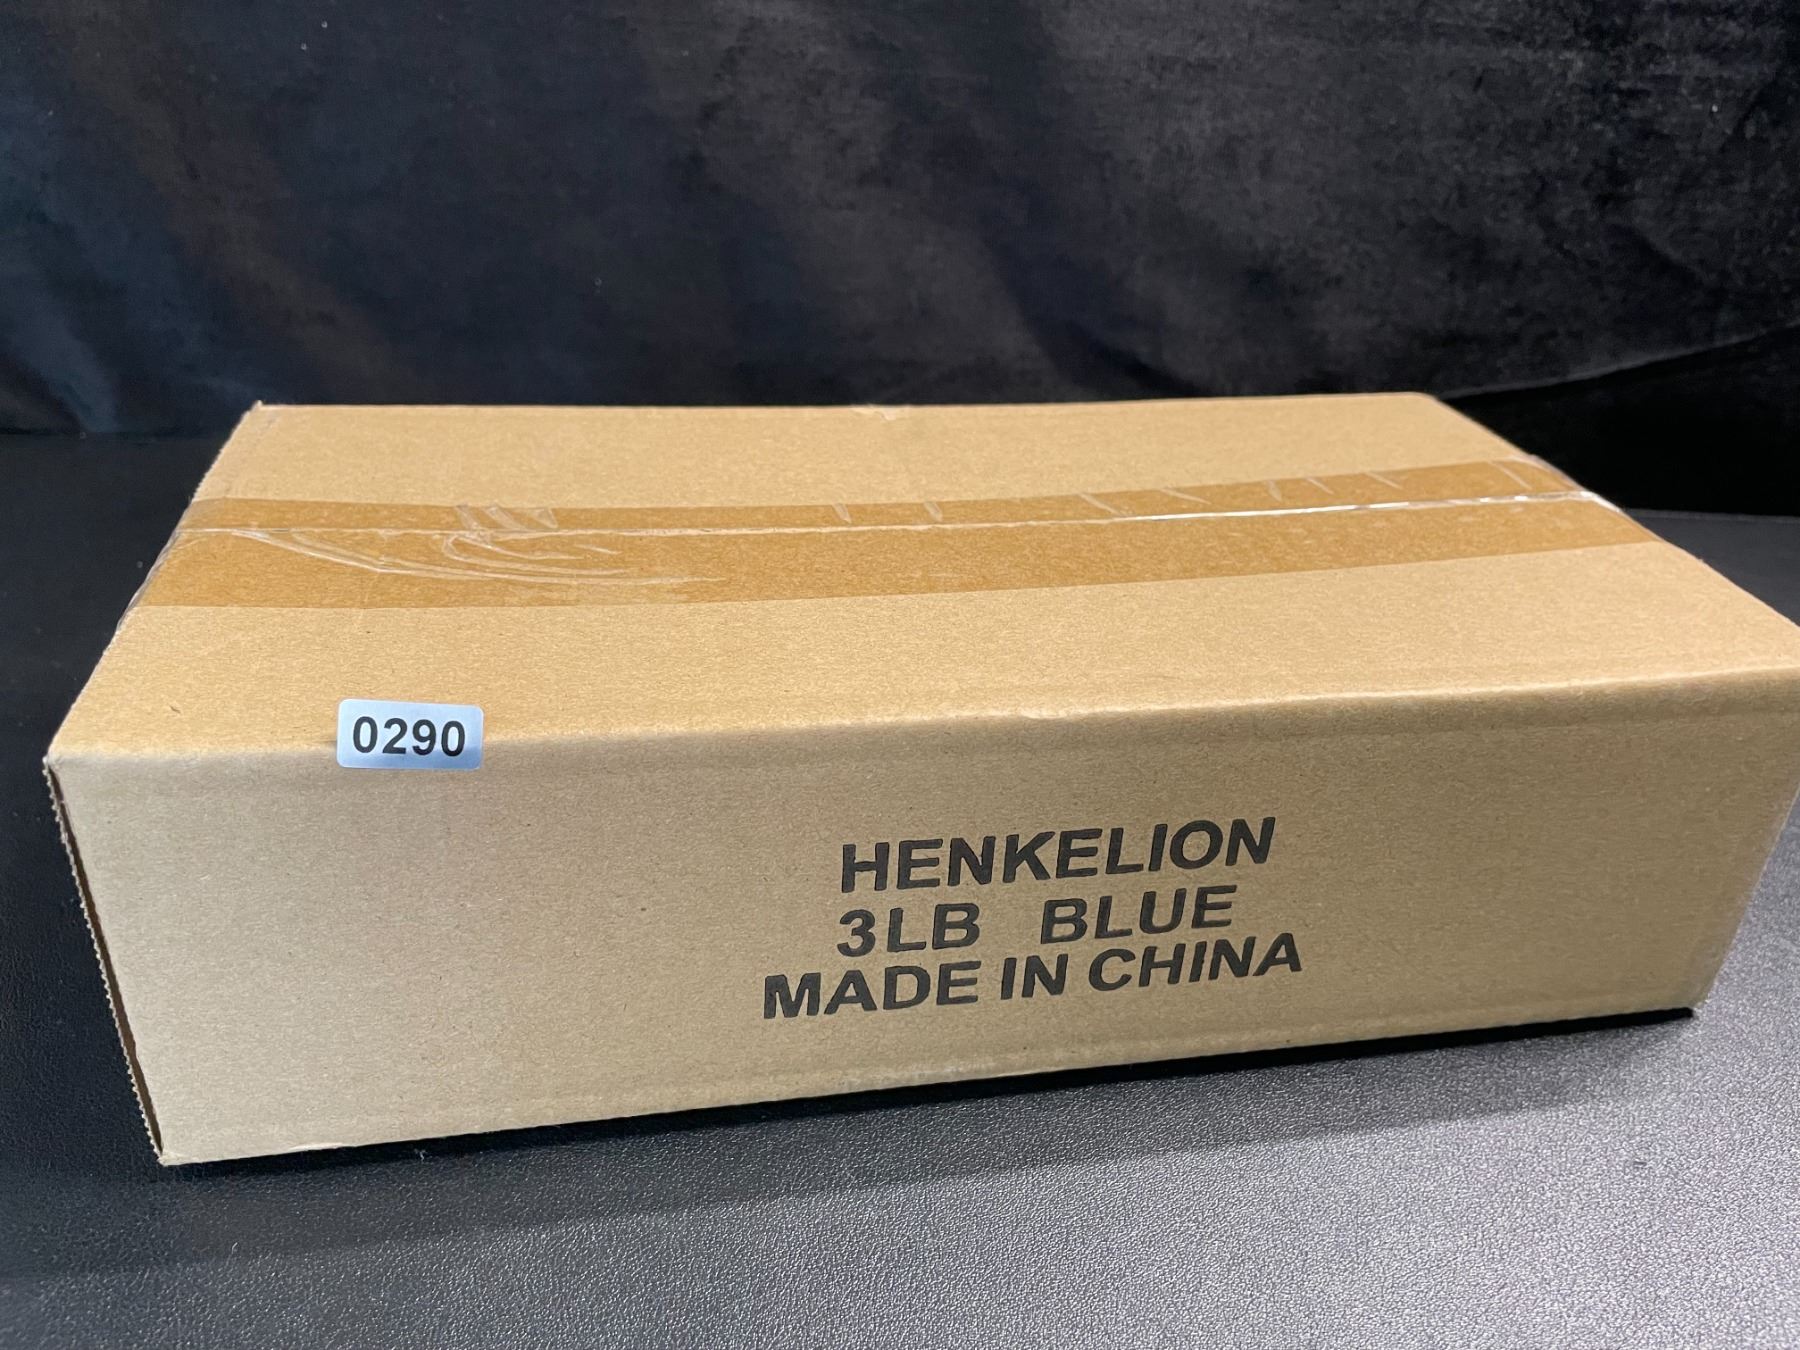 0290
HENKELION
3LB BLUE
MADE IN CHINA